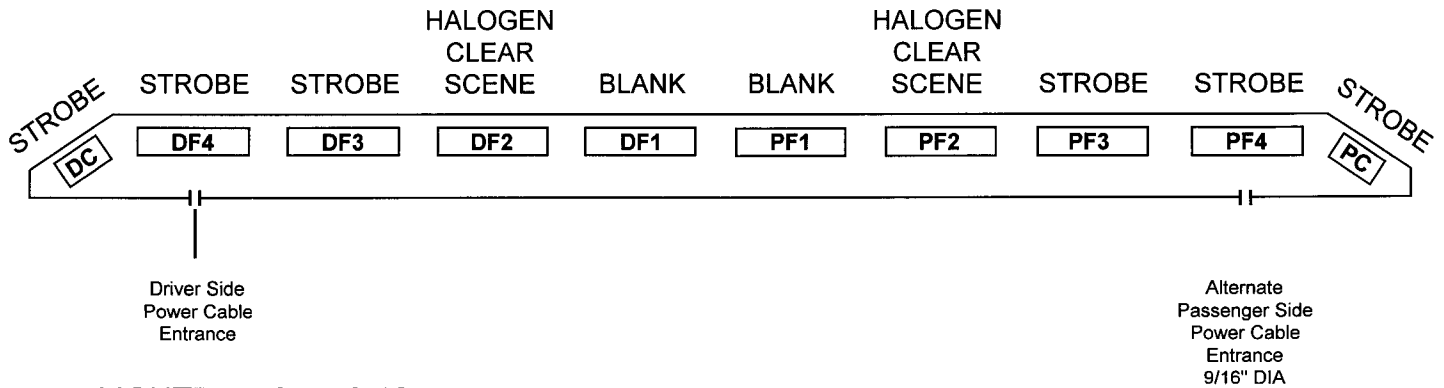 HALOGEN
CLEAR
SCENE
HALOGEN
CLEAR
SCENE
STROBE STROBE STROBE BLANK BLANK STROBE STROBE STROBE
DC DF4 DF3 DF2 DF1 PF1 PF2 PF3 PF4 PC
Driver Side
Power Cable
Entrance
Alternate
Passenger Side
Power Cable
Entrance
9/16" DIA